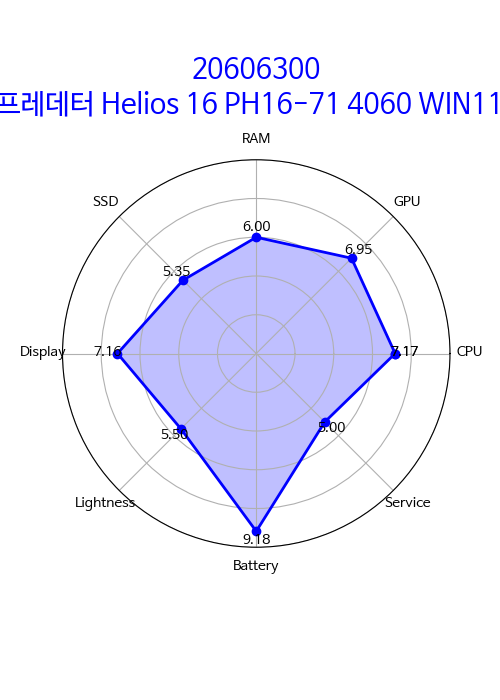 20606300
프레데터 Helios 16 PH16-71 4060 WIN11
RAM
SSD
GPU
6.00
6.95
5.35
Display
7.16
7.17
CPU
5.50
5.00
Lightness
Service
9.18
Battery